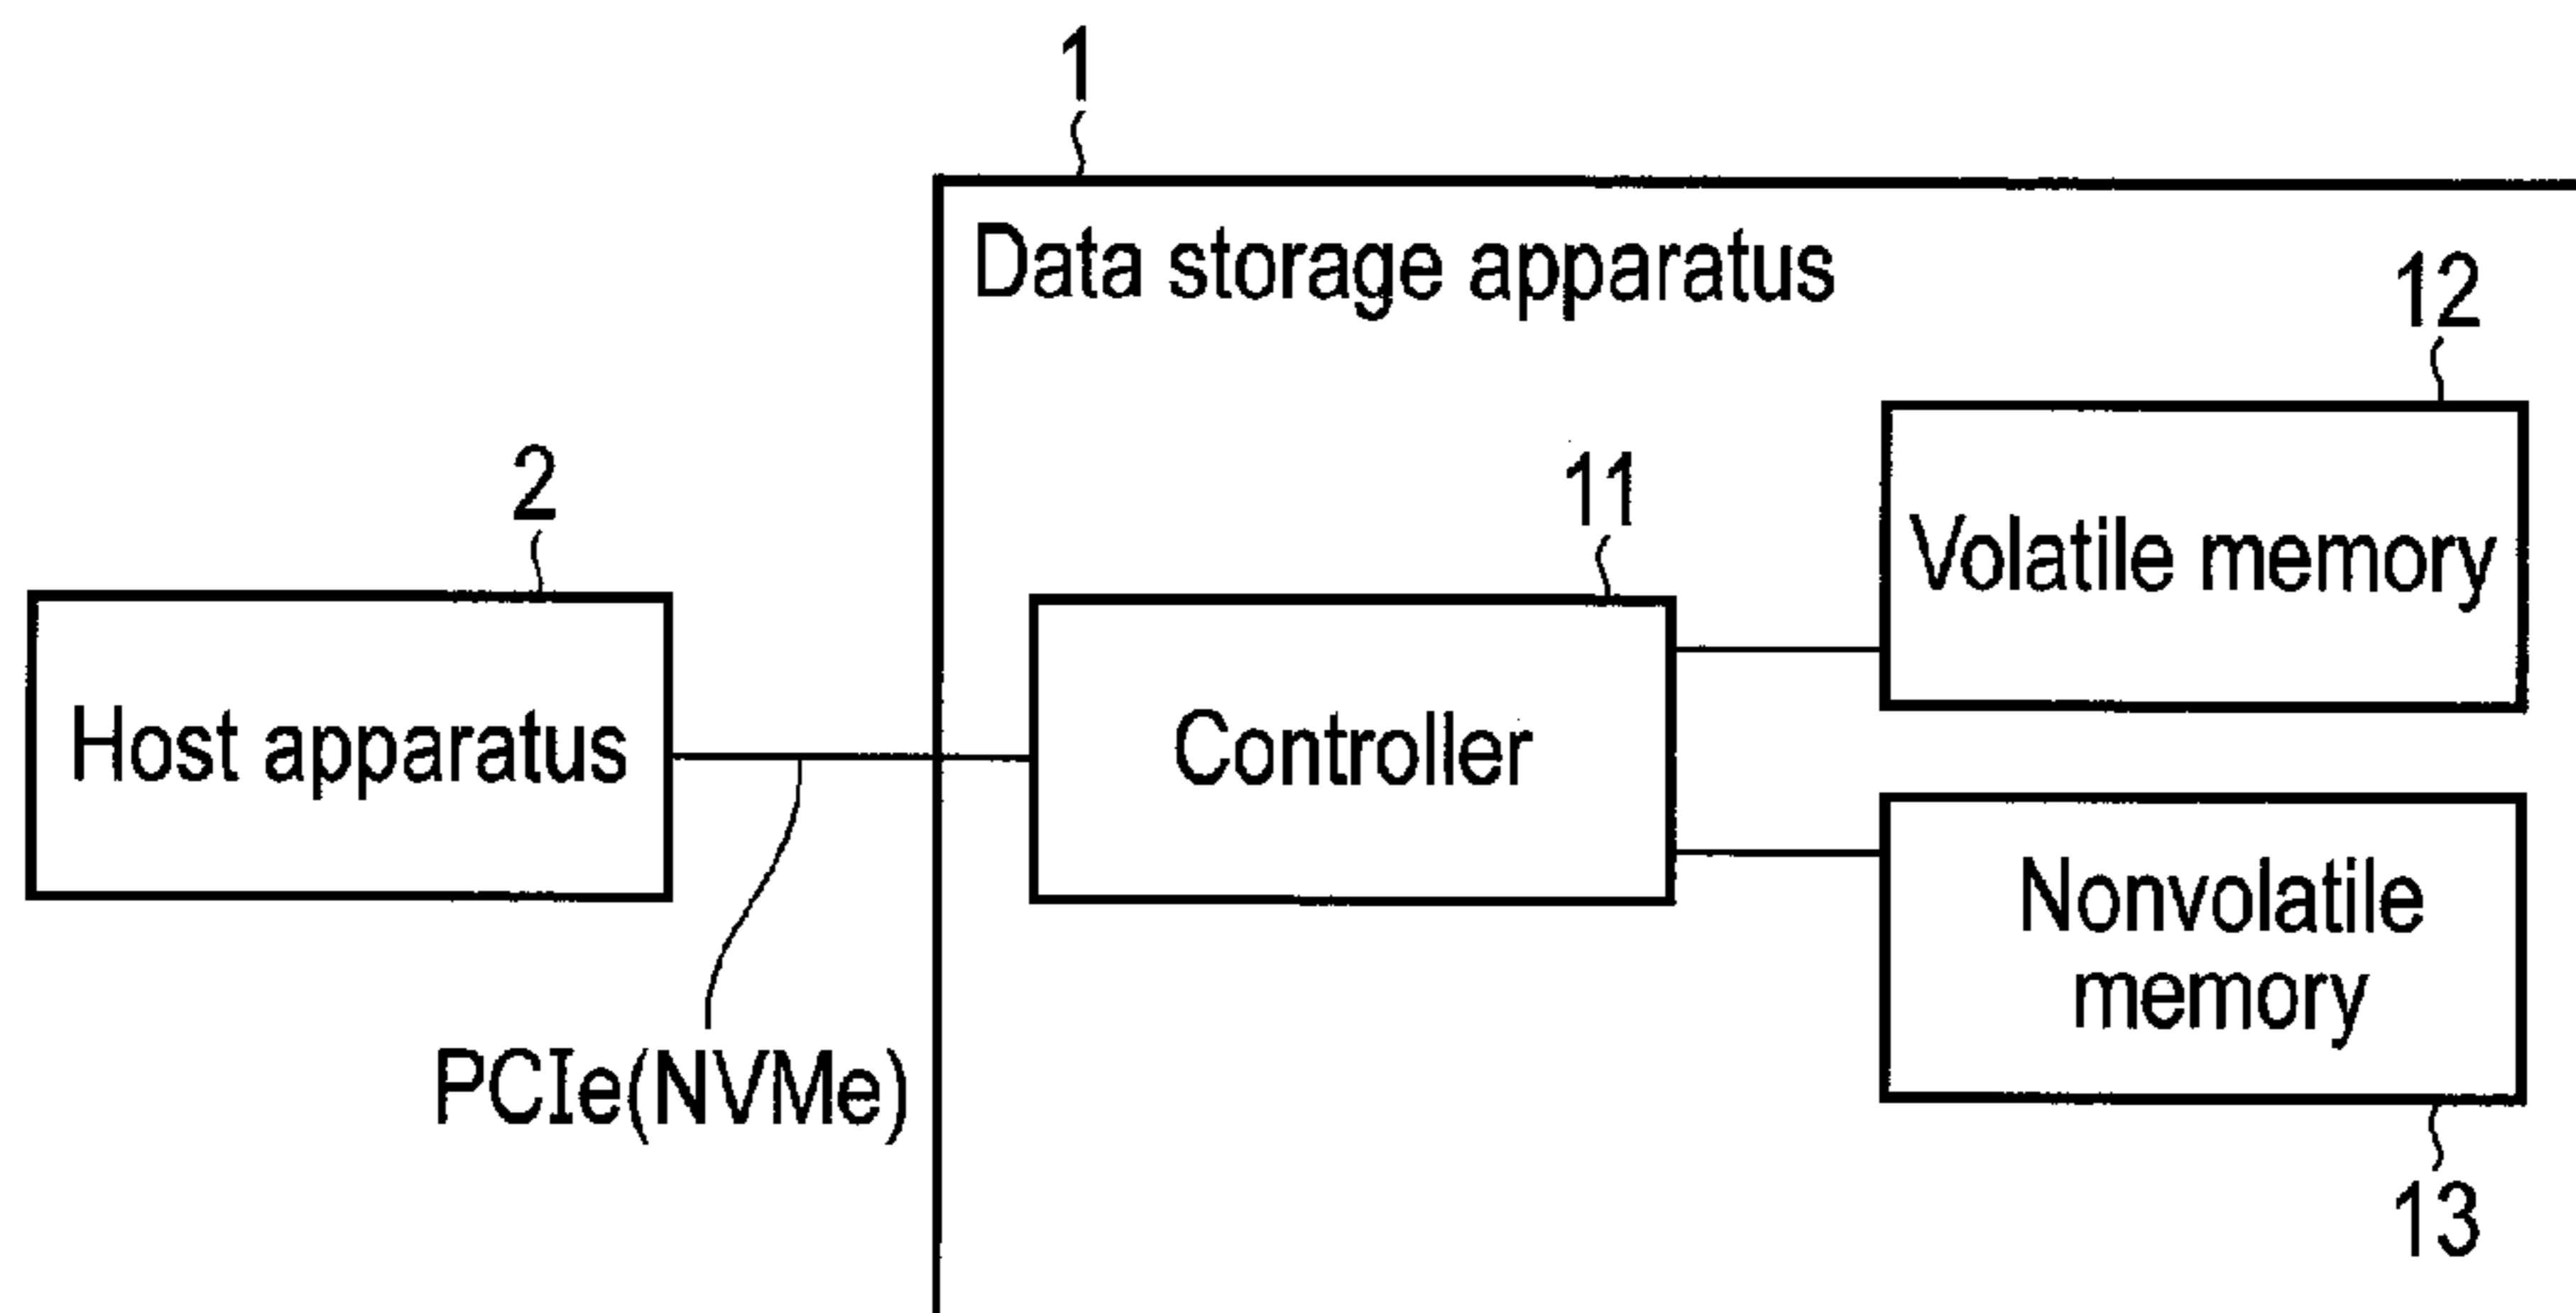 1
Data storage apparatus
12
2
11
Volatile memory
Host apparatus
Controller
Nonvolatile
memory
PCIe(NVMe)
13